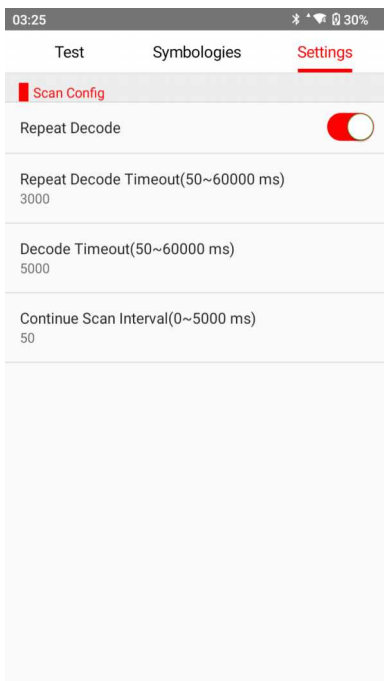 03:25 30%
Test Symbologies Settings
Scan Config
Repeat Decode
Repeat Decode Timeout(50~60000 ms)
3000
Decode Timeout(50~60000 ms)
5000
Continue Scan Interval(0~5000 ms)
50